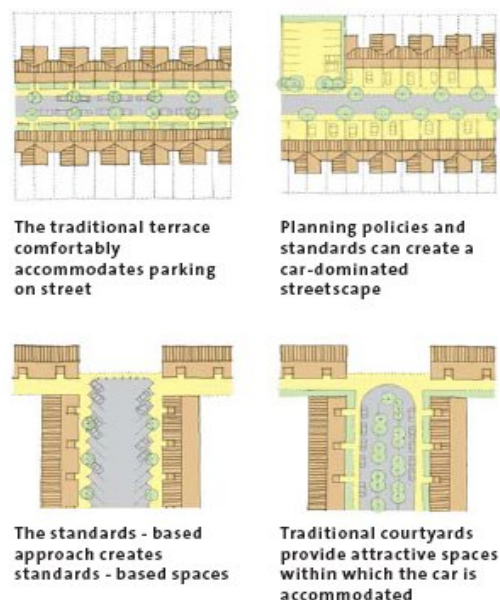 The traditional terrace
comfortably
accommodates parking
on street
Planning policies and
standards can create a
car-dominated
streetscape
The standards - based
approach creates
standards - based spaces
Traditional courtyards
provide attractive spaces
within which the car is
accommodated